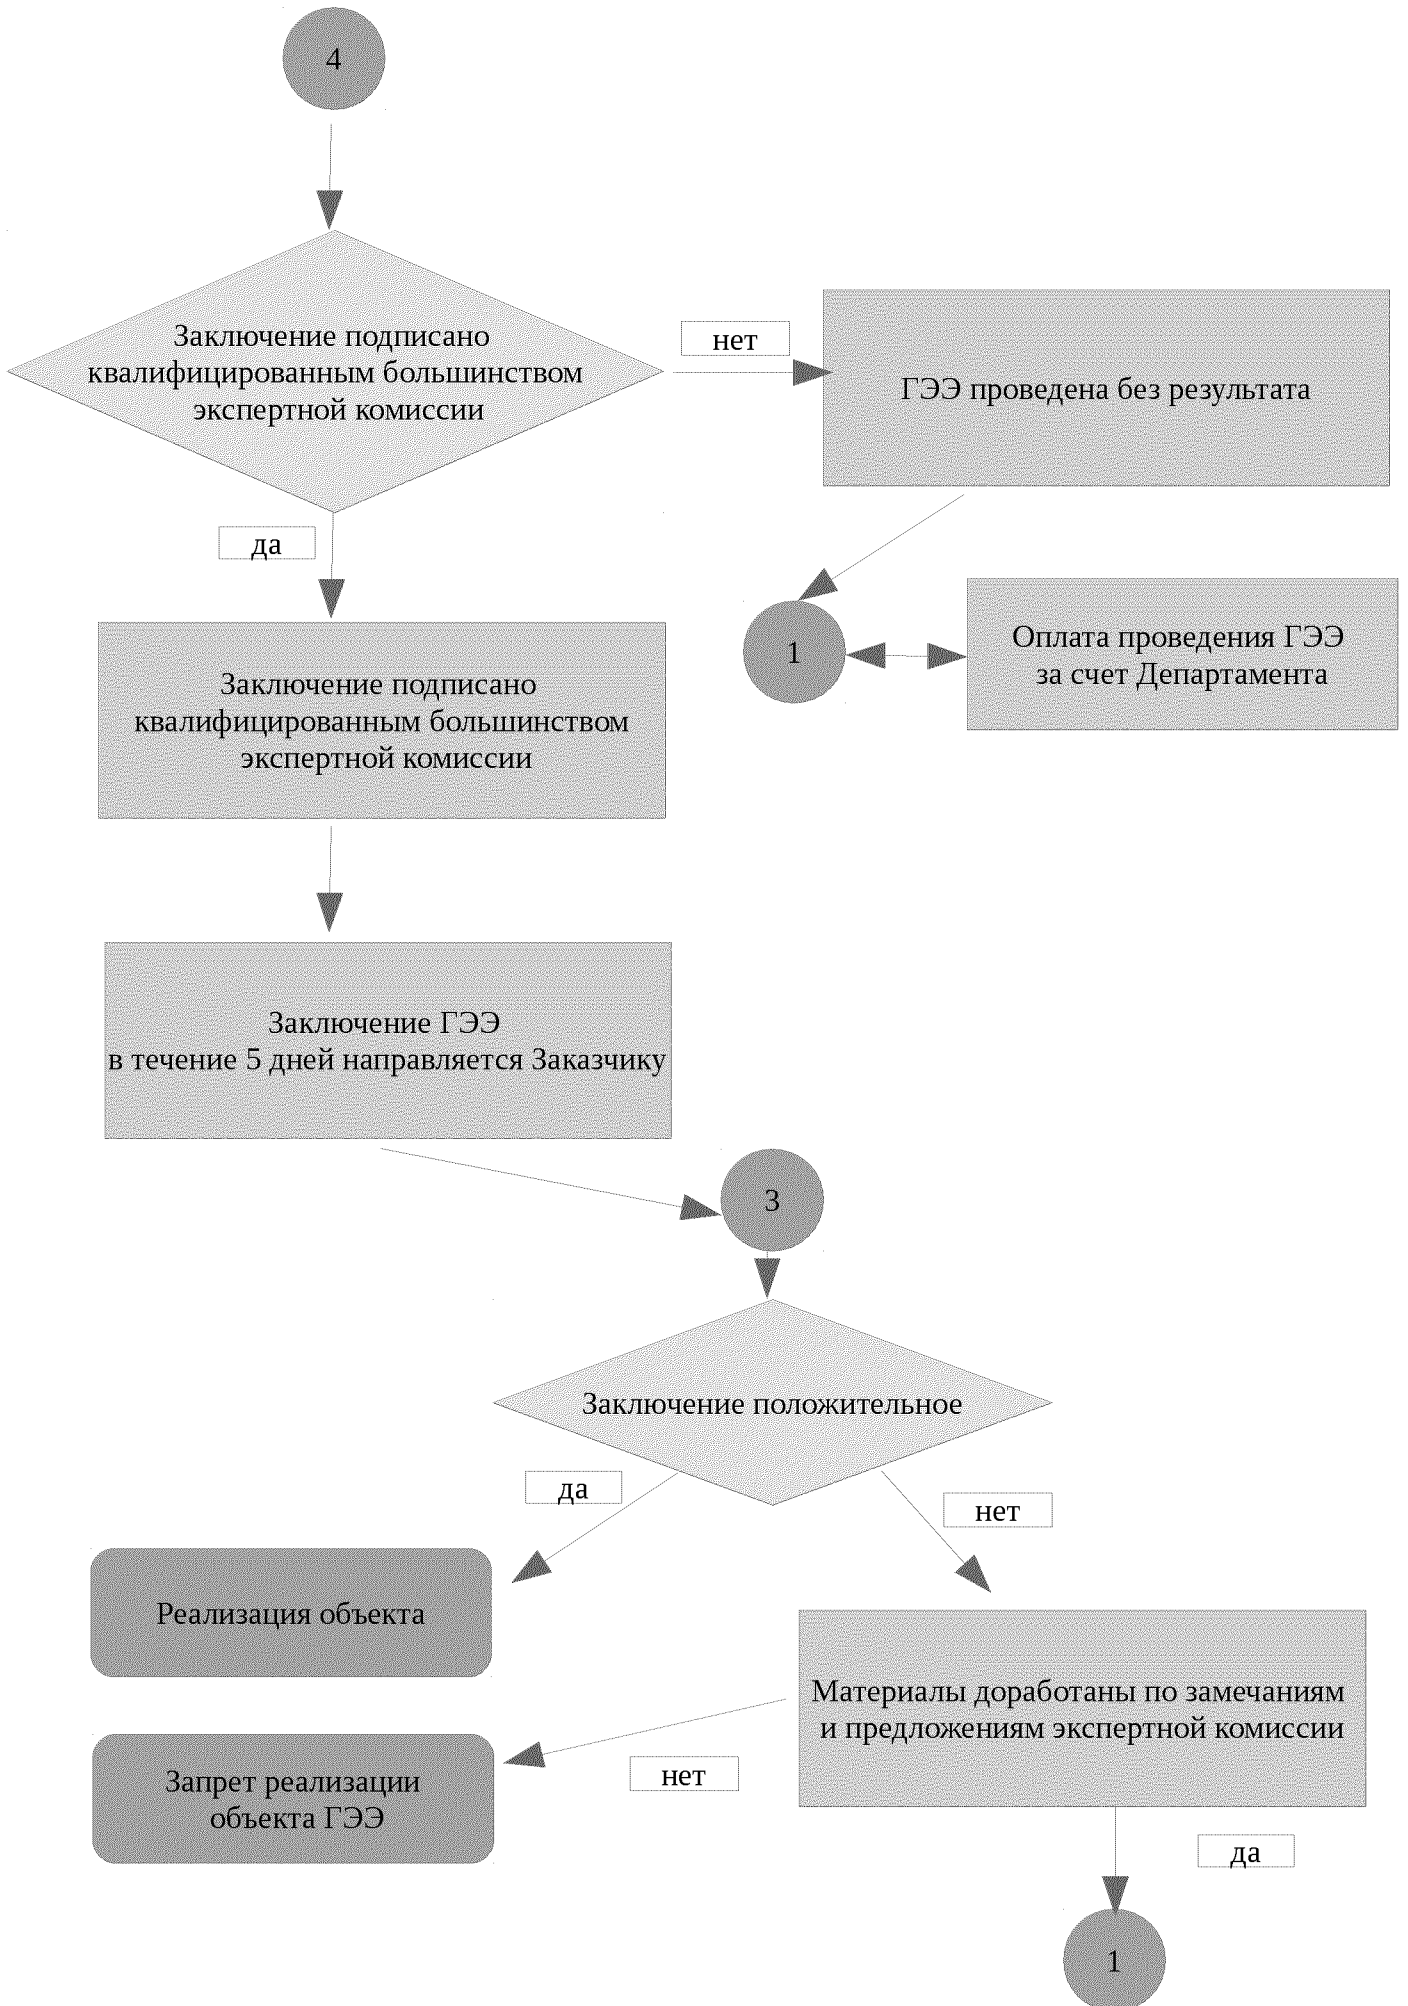 4
Заключение подписано
квалифицированным большинством
экспертной комиссии
нет
ГЭЭ проведена без результата
да
1
Оплата проведения ГЭЭ
за счет Департамента
Заключение подписано
квалифицированным большинством
экспертной комиссии
Заключение ГЭЭ
в течение 5 дней направляется Заказчику
3
Заключение положительное
да
нет
Реализация объекта
Материалы доработаны по замечаниям
и предложениям экспертной комиссии
нет
Запрет реализации
объекта ГЭЭ
да
1